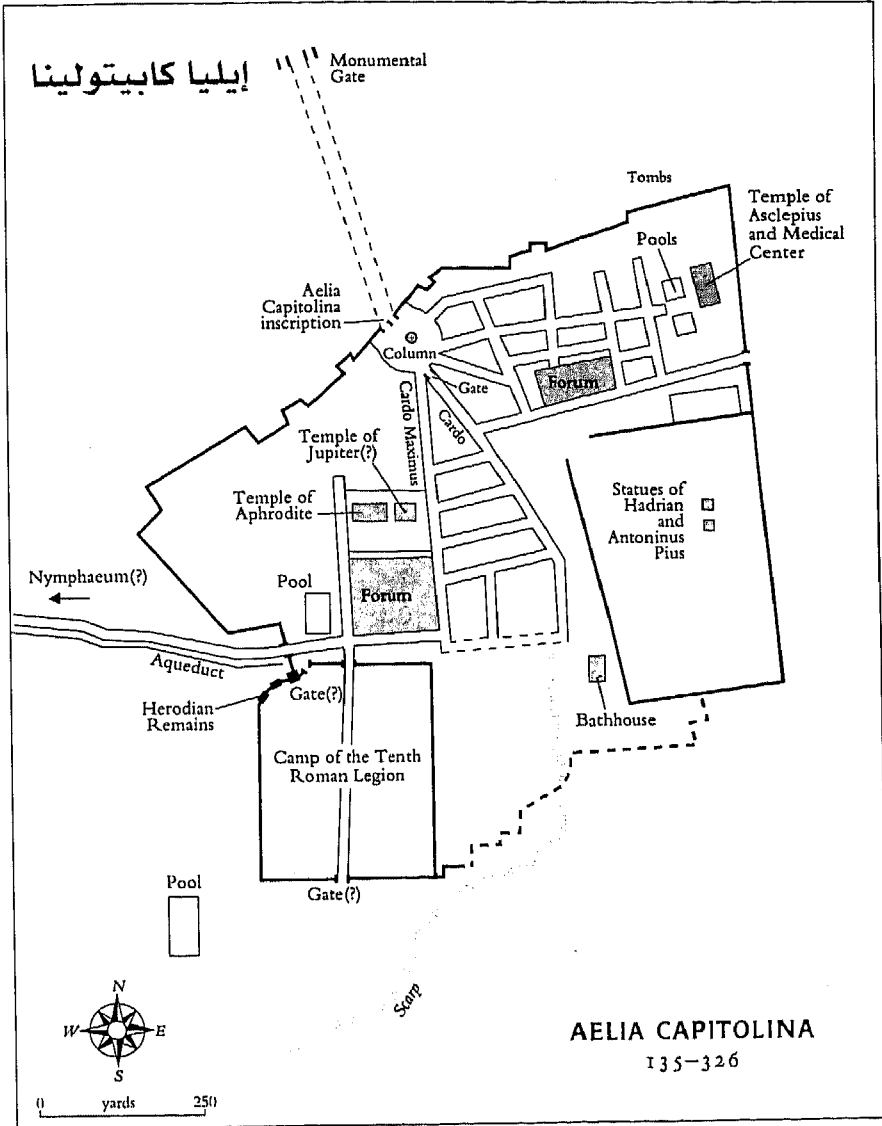 إيليا كابيتولينا
Monumental
Gate
Tombs
Temple of
Asclepius
and Medical
Center
Pools
Aelia
Capitolina
inscription
Column
Gate
Forum
Cardo Maximus
Cardo
Temple of
Jupiter(?)
Temple of
Aphrodite
Statues of
Hadrian
and
Antoninus
Pius
Nymphaeum(?)
Pool
Forum
Aqueduct
Gate(?)
Herodian
Remains
Bathhouse
Camp of the Tenth
Roman Legion
Gate(?)
Pool
Scarp
N
W
E
S
AELIA CAPITOLINA
135–326
0 yards 250